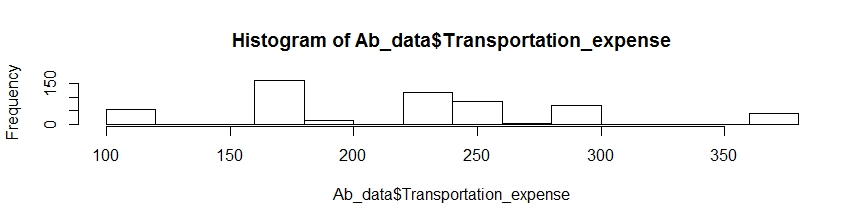 Histogram of Ab_data$Transportation_expense
Frequency
150
0
100 150 200 250 300 350
Ab_data$Transportation_expense